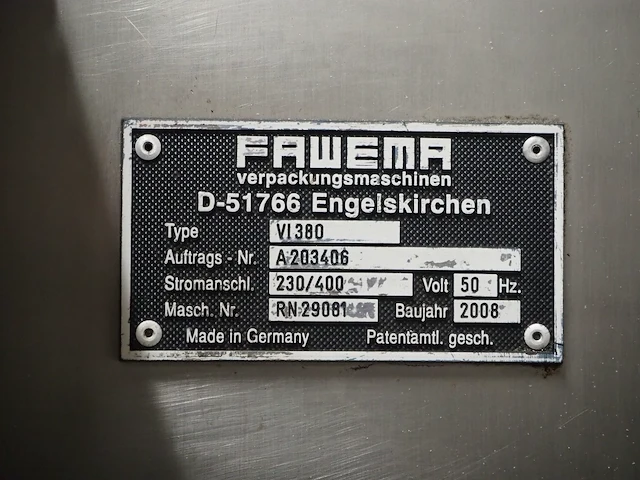 FAWEMA
verpackungsmaschinen
D-51766 Engelskirchen
Type VI 380
Auftrags - Nr. A 203406
Stromanschl. 230/400 Volt 50 Hz.
Masch. Nr. RN 29081 Baujahr 2008
Made in Germany Patentamtl. gesch.